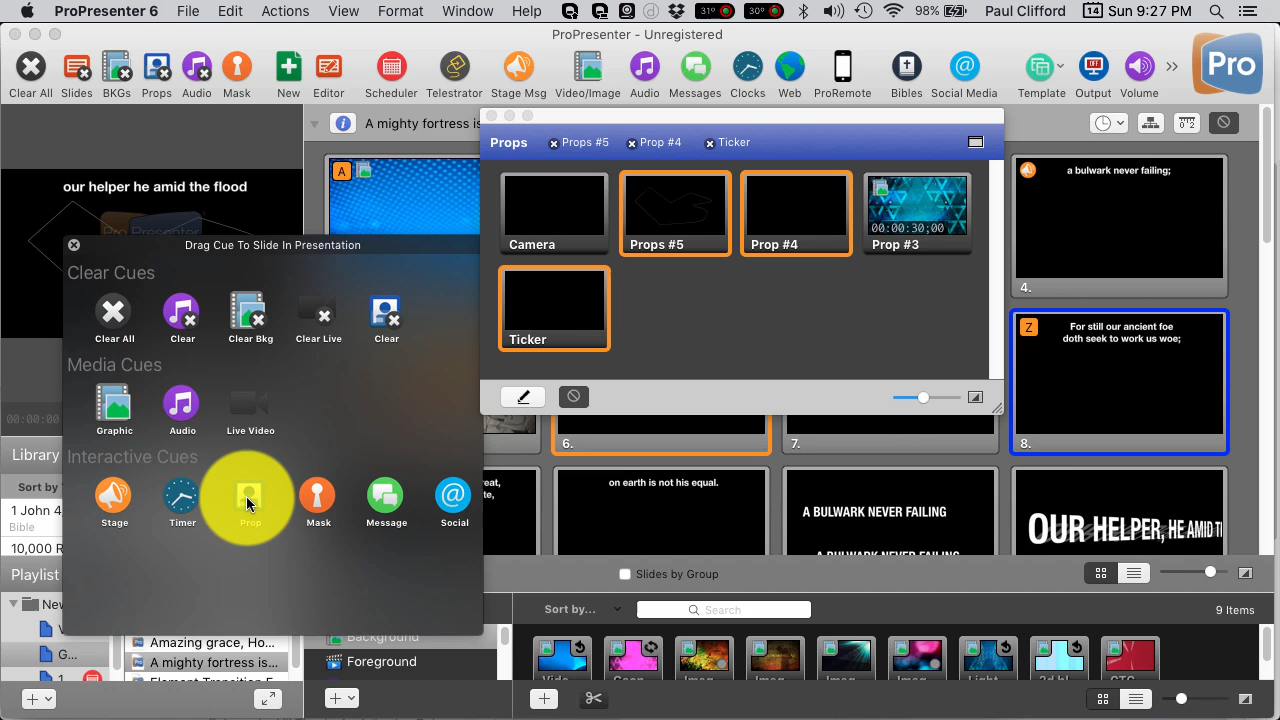 ProPresenter 6 File Edit Actions View Format Window Help 31° 30° 98% Paul Clifford 14 Sun 9:27 PM
ProPresenter - Unregistered
Clear All Slides BKGs Props Audio Mask New Editor Scheduler Telestrator Stage Msg Video/Image Audio Messages Clocks Web ProRemote Bibles Social Media Template Output Volume
Pro
A mighty fortress is
Props Props #5 Prop #4 Ticker
A
our helper he amid the flood
Camera Props #5 Prop #4 Prop #3
00:00:30;00
Ticker
a bulwark never failing;
4.
Z
For still our ancient foe
doth seek to work us woe;
6. 7. 8.
Drag Cue To Slide In Presentation
Clear Cues
Clear All Clear Clear Bkg Clear Live Clear
Media Cues
Graphic Audio Live Video
Interactive Cues
Stage Timer Prop Mask Message Social
00:00:00
Library
Sort by
1 John 4
Bible
10,000 R
Playlist
New
G...
1
Amazing grace, Ho...
A mighty fortress is...
on earth is not his equal.
A BULWARK NEVER FAILING
A BULWARK NEVER FAILING
OUR HELPER, HE AMID T
Slides by Group
Sort by... Search 9 Items
Background
Foreground